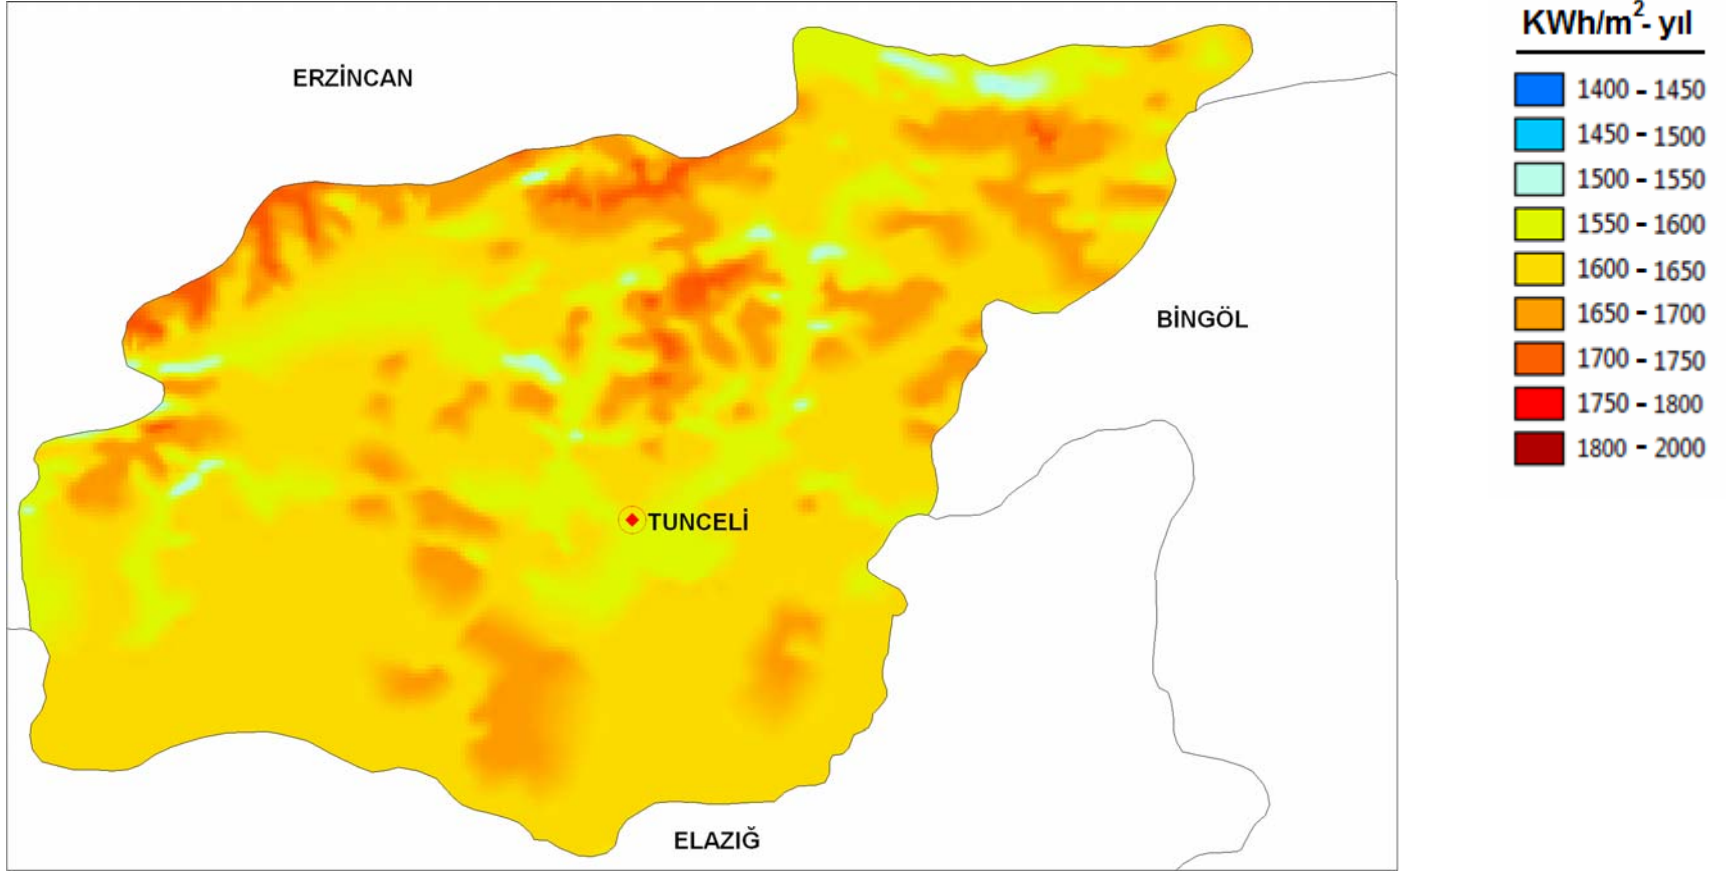 ERZİNCAN
BİNGÖL
TUNCELİ
ELAZIĞ
KWh/m²- yıl
1400 - 1450
1450 - 1500
1500 - 1550
1550 - 1600
1600 - 1650
1650 - 1700
1700 - 1750
1750 - 1800
1800 - 2000